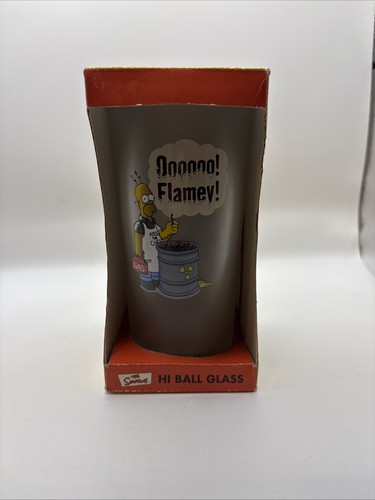 Oooooo!
Flamey!
THE
Simpsons
HI BALL GLASS